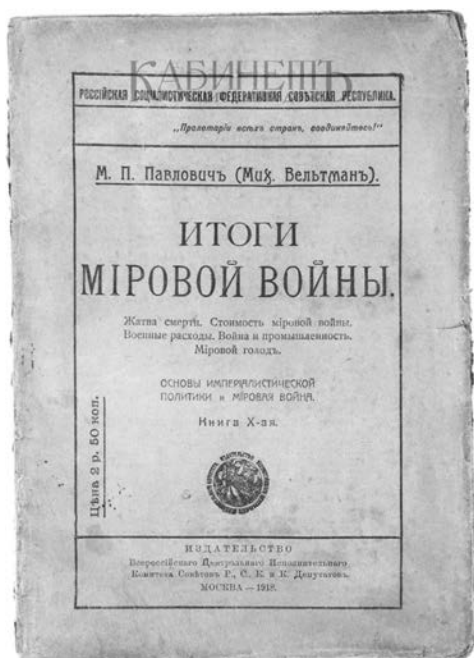 КАБИНЕТЪ
РОССІЙСКАЯ СОЦІАЛИСТИЧЕСКАЯ ФЕДЕРАТИВНАЯ СОВѢТСКАЯ РЕСПУБЛИКА.
„Пролетаріи всѣхъ стран, соединяйтесь!"
М. П. Павловичъ (Мих. Вельтманъ).
ИТОГИ
МІРОВОЙ ВОЙНЫ.
Жатва смерти. Стоимость міровой войны.
Военные расходы. Война и промышленность.
Міровой голодъ.
ОСНОВЫ ИМПЕРІАЛИСТИЧЕСКОЙ
ПОЛИТИКИ и МІРОВАЯ ВОЙНА.
Книга X-ая.
Цѣна 2 р. 50 коп.
ИЗДАТЕЛЬСТВО
Всероссійскаго Центральнаго Исполнительнаго
Комитета Совѣтовъ Р., С., К. и К. Депутатовъ.
МОСКВА — 1918.